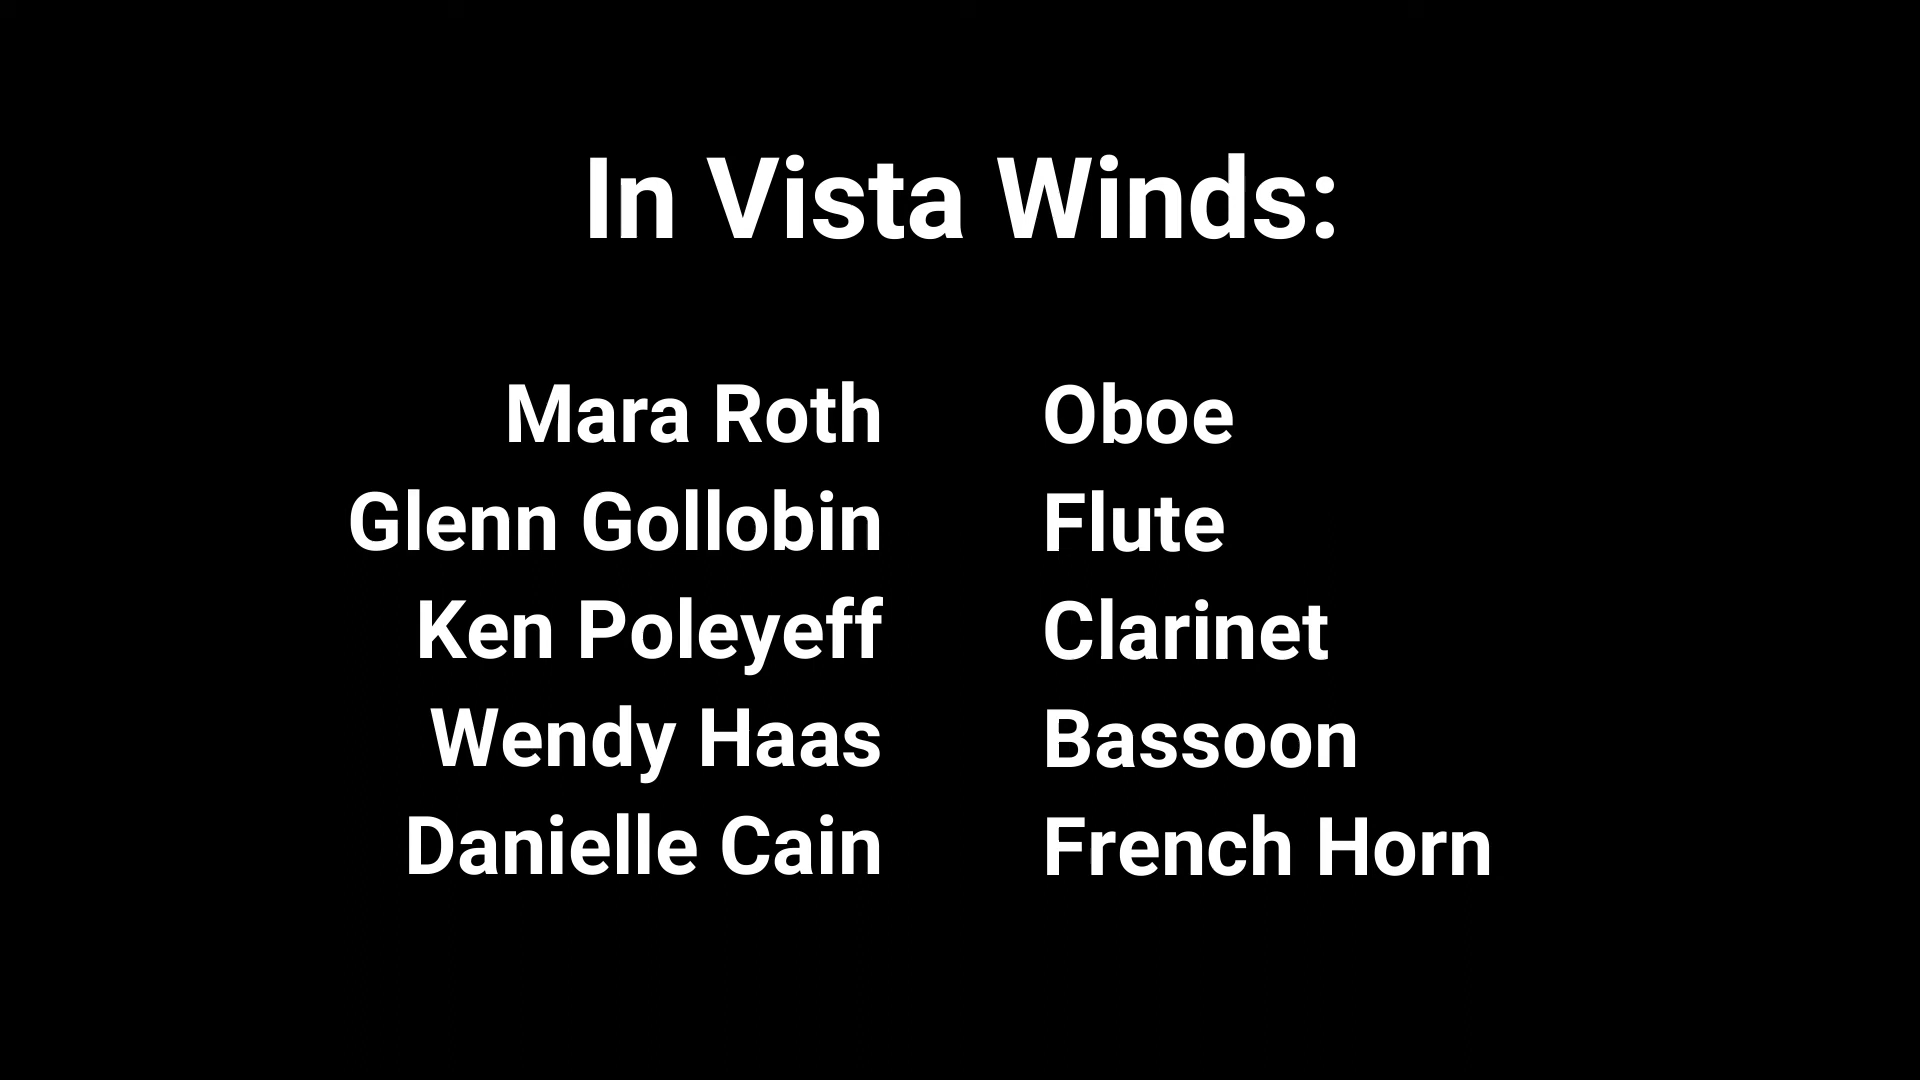 In Vista Winds:
Mara Roth Oboe
Glenn Gollobin Flute
Ken Poleyeff Clarinet
Wendy Haas Bassoon
Danielle Cain French Horn